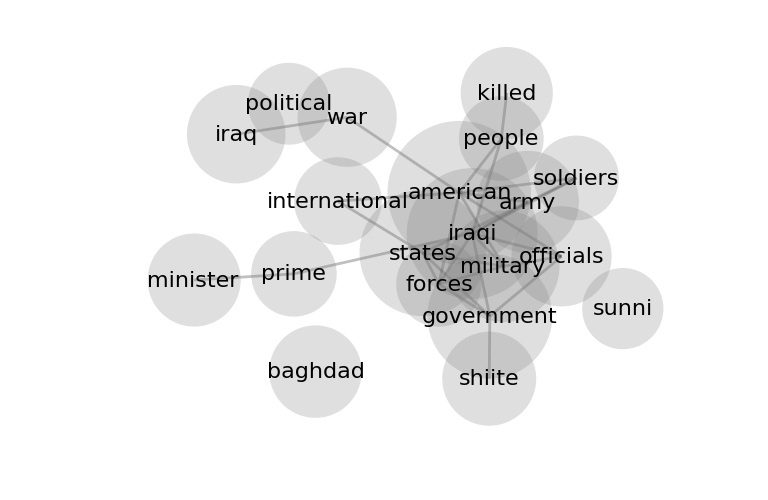 killed
political
war
iraq
people
soldiers
american
international
army
iraqi
states
officials
military
prime
minister
forces
sunni
government
baghdad
shiite